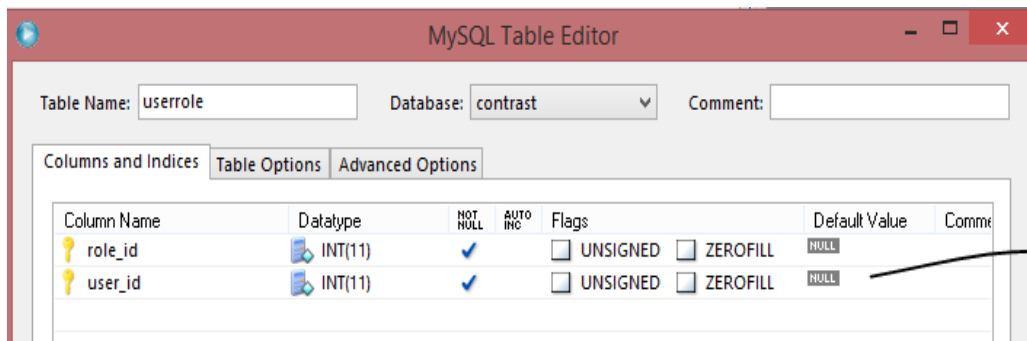 MySQL Table Editor
Table Name: userrole Database: contrast Comment:
Columns and Indices Table Options Advanced Options
Column Name Datatype NOT NULL AUTO INC Flags Default Value Comme
role_id INT(11) UNSIGNED ZEROFILL NULL
user_id INT(11) UNSIGNED ZEROFILL NULL